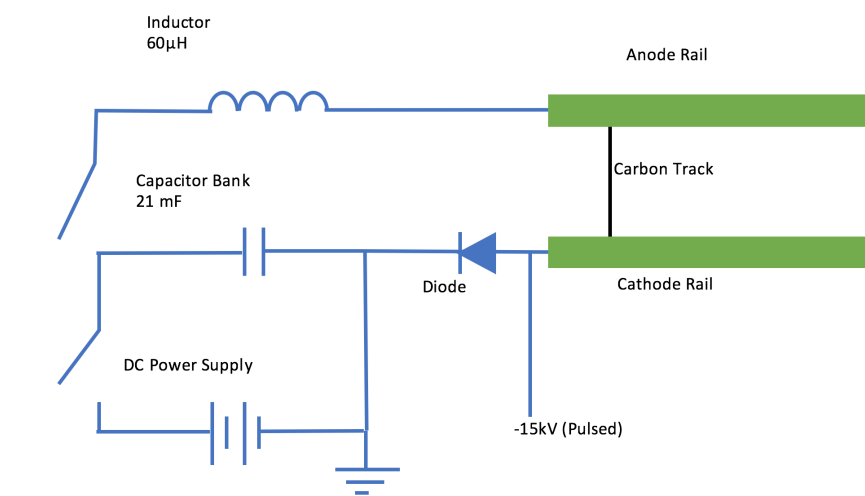 Inductor
60µH
Anode Rail
Carbon Track
Capacitor Bank
21 mF
Diode
Cathode Rail
DC Power Supply
-15kV (Pulsed)